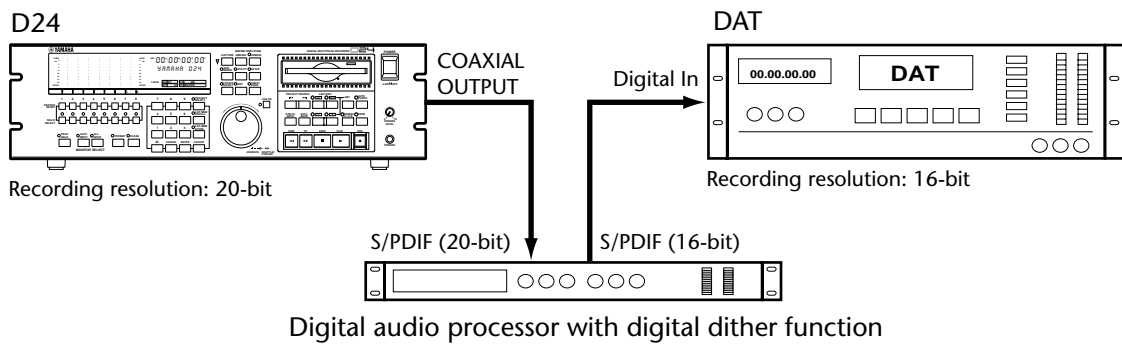 D24
DAT
YAMAHA
00:00:00:00
YAMAHA D24
COAXIAL
OUTPUT
Digital In
00.00.00.00
DAT
Recording resolution: 20-bit
Recording resolution: 16-bit
S/PDIF (20-bit)
S/PDIF (16-bit)
Digital audio processor with digital dither function